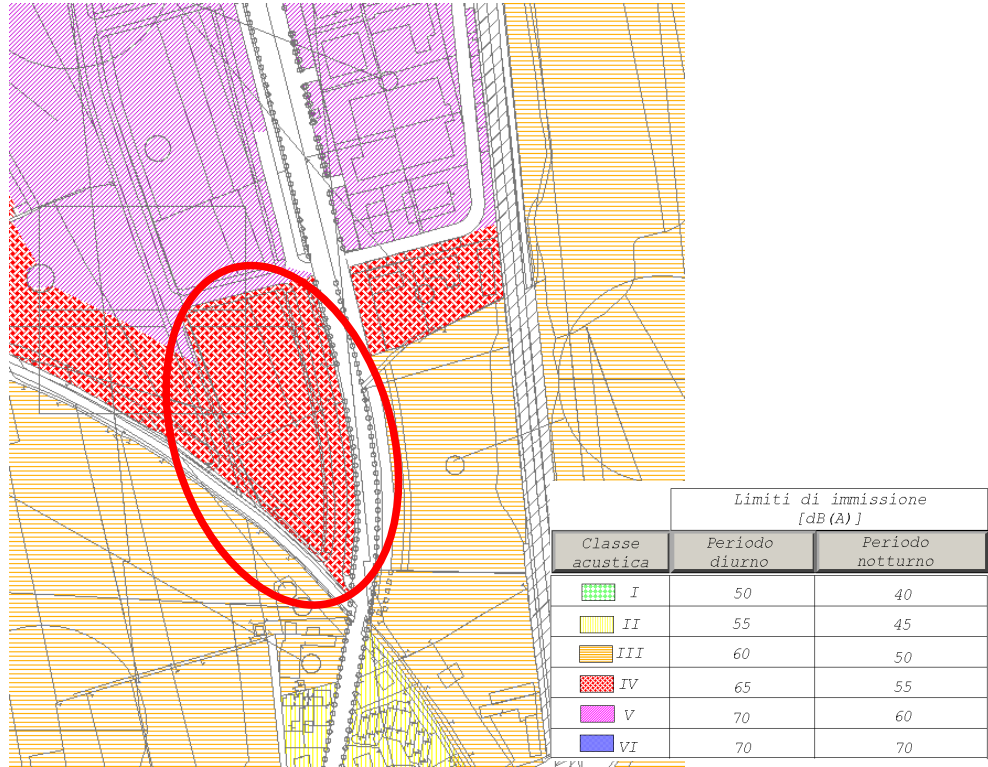 Limiti di immissione
[dB(A)]
Classe acustica Periodo diurno Periodo notturno
I 50 40
II 55 45
III 60 50
IV 65 55
V 70 60
VI 70 70